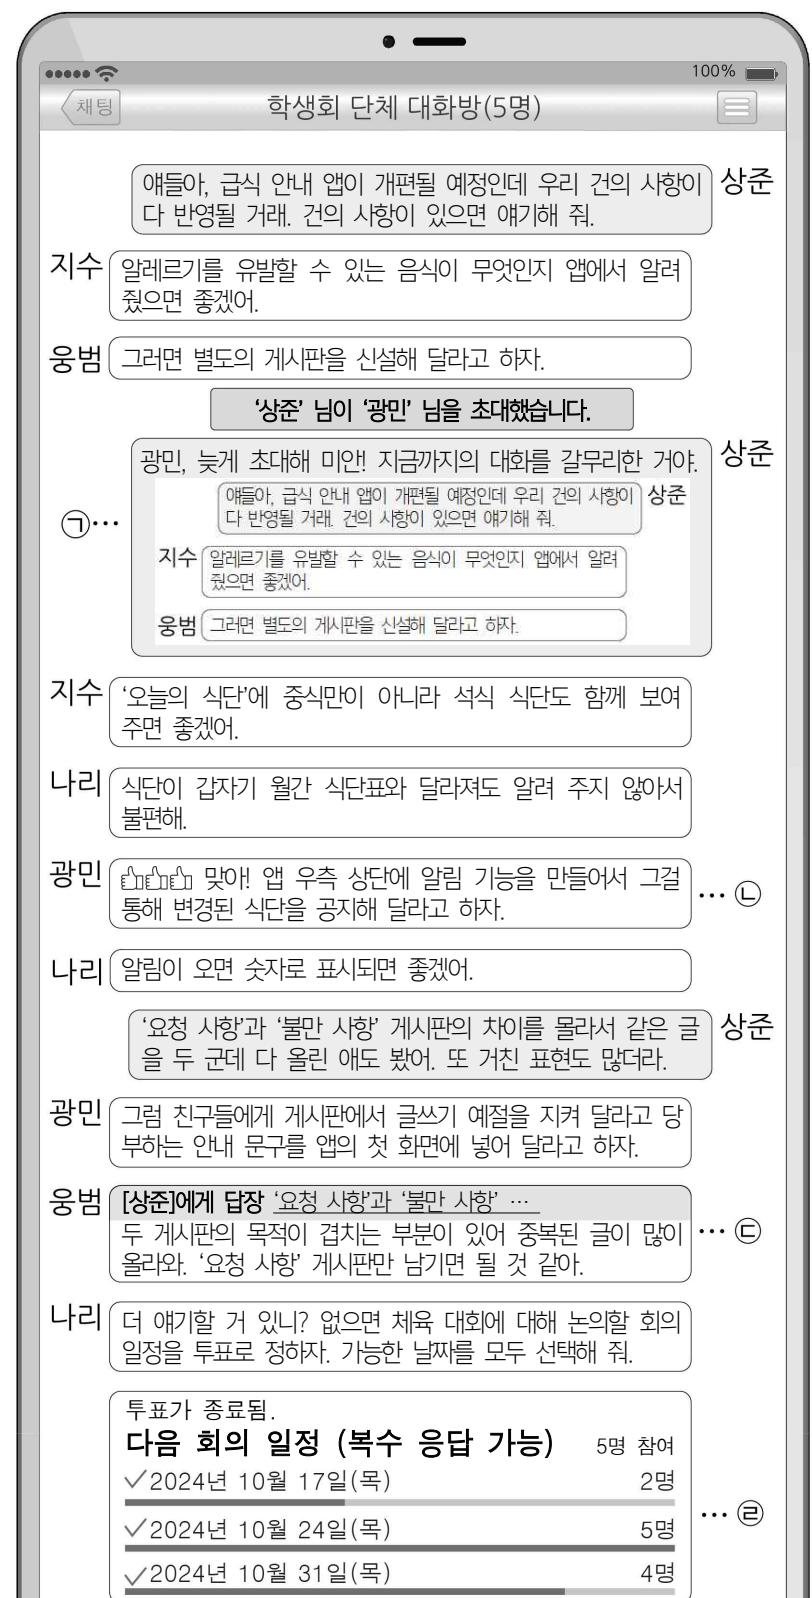 100%
채팅
학생회 단체 대화방(5명)
얘들아, 급식 안내 앱이 개편될 예정인데 우리 건의 사항이
다 반영될 거래. 건의 사항이 있으면 얘기해 줘.
상준
지수
알레르기를 유발할 수 있는 음식이 무엇인지 앱에서 알려
줬으면 좋겠어.
웅범
그러면 별도의 게시판을 신설해 달라고 하자.
‘상준’ 님이 ‘광민’ 님을 초대했습니다.
광민, 늦게 초대해 미안! 지금까지의 대화를 갈무리한 거야.
상준
㉠…
얘들아, 급식 안내 앱이 개편될 예정인데 우리 건의 사항이
다 반영될 거래. 건의 사항이 있으면 얘기해 줘.
상준
지수
알레르기를 유발할 수 있는 음식이 무엇인지 앱에서 알려
줬으면 좋겠어.
웅범
그러면 별도의 게시판을 신설해 달라고 하자.
지수
‘오늘의 식단’에 중식만이 아니라 석식 식단도 함께 보여
주면 좋겠어.
나리
식단이 갑자기 월간 식단표와 달라져도 알려 주지 않아서
불편해.
광민
👍👍👍 맞아! 앱 우측 상단에 알림 기능을 만들어서 그걸
통해 변경된 식단을 공지해 달라고 하자.
… ㉡
나리
알림이 오면 숫자로 표시되면 좋겠어.
‘요청 사항’과 ‘불만 사항’ 게시판의 차이를 몰라서 같은 글
을 두 군데 다 올린 애도 봤어. 또 거친 표현도 많더라.
상준
광민
그럼 친구들에게 게시판에서 글쓰기 예절을 지켜 달라고 당
부하는 안내 문구를 앱의 첫 화면에 넣어 달라고 하자.
웅범
[상준]에게 답장 ‘요청 사항’과 ‘불만 사항’ …
두 게시판의 목적이 겹치는 부분이 있어 중복된 글이 많이
올라와. ‘요청 사항’ 게시판만 남기면 될 것 같아.
… ㉢
나리
더 얘기할 거 있니? 없으면 체육 대회에 대해 논의할 회의
일정을 투표로 정하자. 가능한 날짜를 모두 선택해 줘.
투표가 종료됨.
다음 회의 일정 (복수 응답 가능) 5명 참여
✓2024년 10월 17일(목) 2명
✓2024년 10월 24일(목) 5명
✓2024년 10월 31일(목) 4명
… ㉣